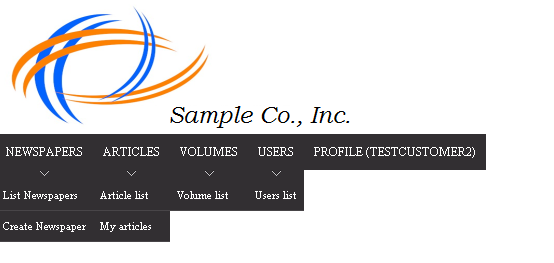 Sample Co., Inc.
NEWSPAPERS ARTICLES VOLUMES USERS PROFILE (TESTCUSTOMER2)
List Newspapers Article list Volume list Users list
Create Newspaper My articles